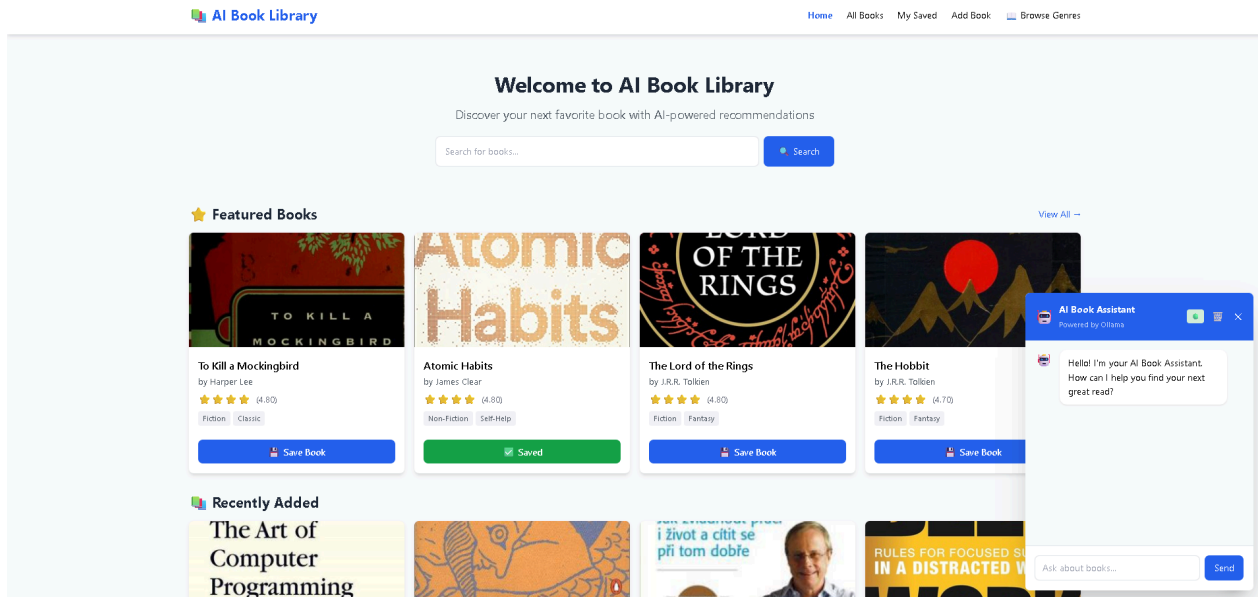 AI Book Library
Home
All Books
My Saved
Add Book
Browse Genres
Welcome to AI Book Library
Discover your next favorite book with AI-powered recommendations
Search for books...
Search
Featured Books
View All →
TO KILL A
MOCKINGBIRD
To Kill a Mockingbird
by Harper Lee
(4.80)
Fiction
Classic
Save Book
Atomic
Habits
Atomic Habits
by James Clear
(4.80)
Non-Fiction
Self-Help
Saved
LORD
OF THE
RINGS
The Lord of the Rings
by J.R.R. Tolkien
(4.80)
Fiction
Fantasy
Save Book
The Hobbit
by J.R.R. Tolkien
(4.70)
Fiction
Fantasy
Save Book
AI Book Assistant
Powered by Ollama
Hello! I'm your AI Book Assistant.
How can I help you find your next
great read?
Ask about books...
Send
Recently Added
The Art of
Computer
Programming
Jak zvládnout práci
i život a cítit se
při tom dobře
RULES FOR FOCUSED
IN A DISTRACTED